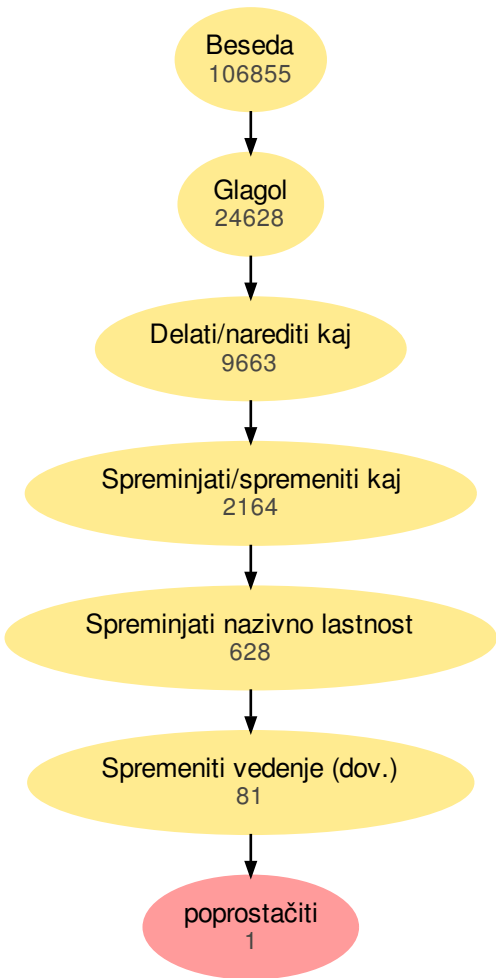 Beseda
106855
Glagol
24628
Delati/narediti kaj
9663
Spreminjati/spremeniti kaj
2164
Spreminjati nazivno lastnost
628
Spremeniti vedenje (dov.)
81
poprostačiti
1